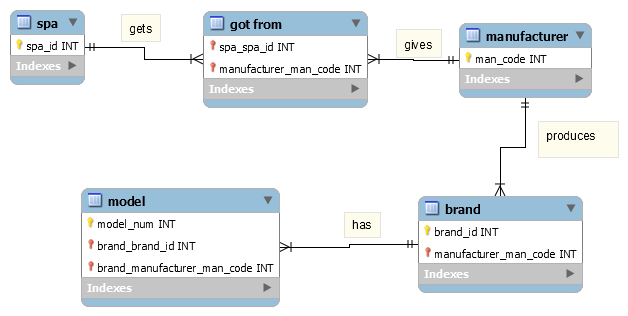 spa
spa_id INT
Indexes
gets
got from
spa_spa_id INT
manufacturer_man_code INT
Indexes
gives
manufacturer
man_code INT
Indexes
produces
model
model_num INT
brand_brand_id INT
brand_manufacturer_man_code INT
Indexes
has
brand
brand_id INT
manufacturer_man_code INT
Indexes